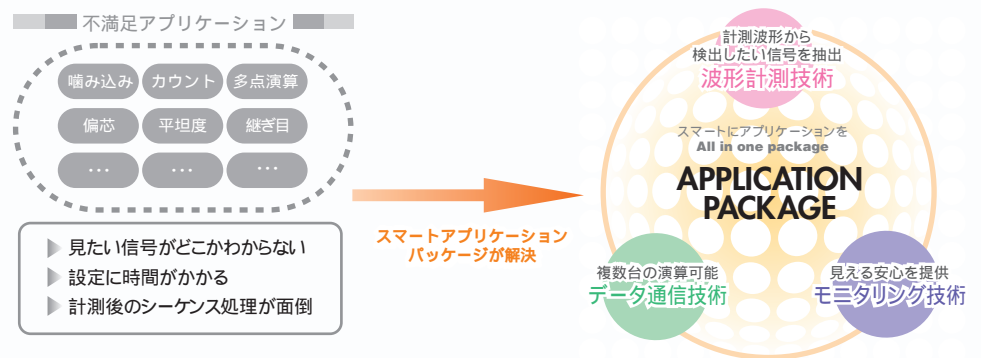 不満足アプリケーション
噛み込み カウント 多点演算
偏芯 平坦度 継ぎ目
... ... ...
見たい信号がどこかわからない
設定に時間がかかる
計測後のシーケンス処理が面倒
スマートアプリケーション
パッケージが解決
計測波形から
検出したい信号を抽出
波形計測技術
スマートにアプリケーションを
All in one package
APPLICATION
PACKAGE
複数台の演算可能
データ通信技術
見える安心を提供
モニタリング技術